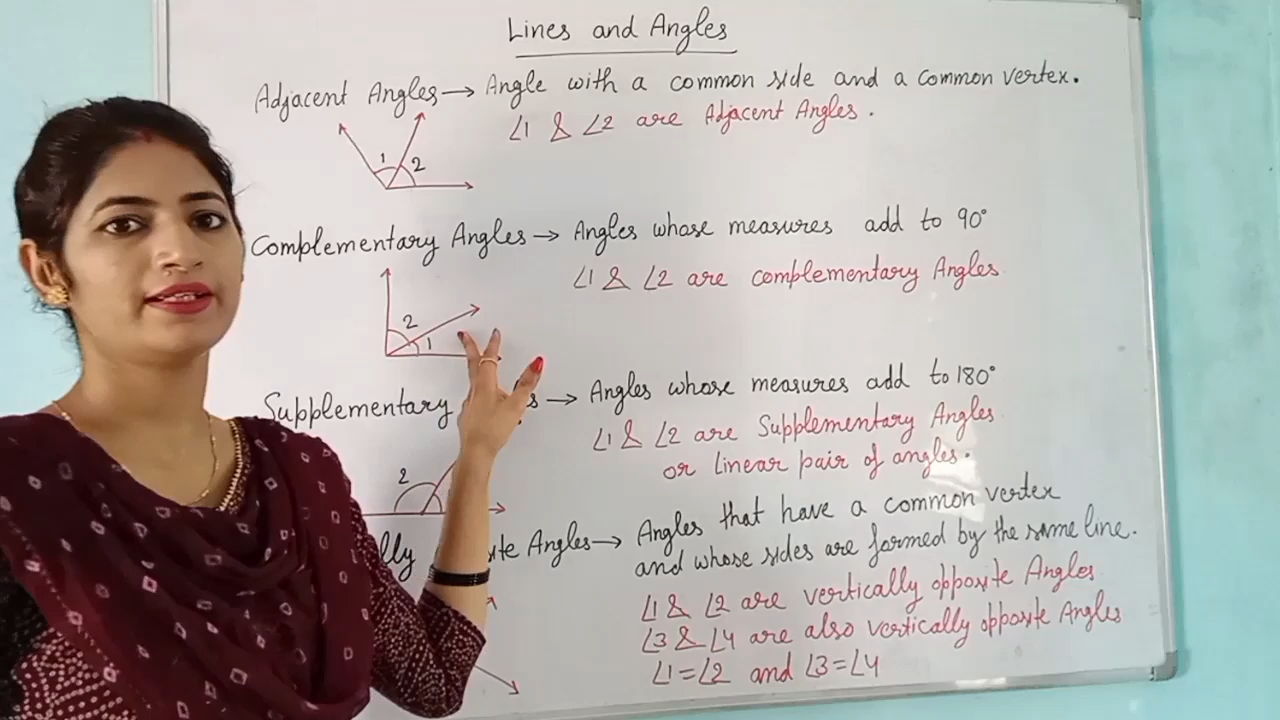 Lines and Angles
Adjacent Angles → Angle with a common side and a common vertex.
∠1 & ∠2 are Adjacent Angles.
1 2
Complementary Angles → Angles whose measures add to 90°
∠1 & ∠2 are complementary Angles.
2
1
Supplementary → Angles whose measures add to 180°
∠1 & ∠2 are Supplementary Angles
or linear pair of angles.
2
Angles → Angles that have a common vertex
and whose sides are formed by the same line.
∠1 & ∠2 are vertically opposite Angles
∠3 & ∠4 are also vertically opposite Angles
∠1=∠2 and ∠3=∠4